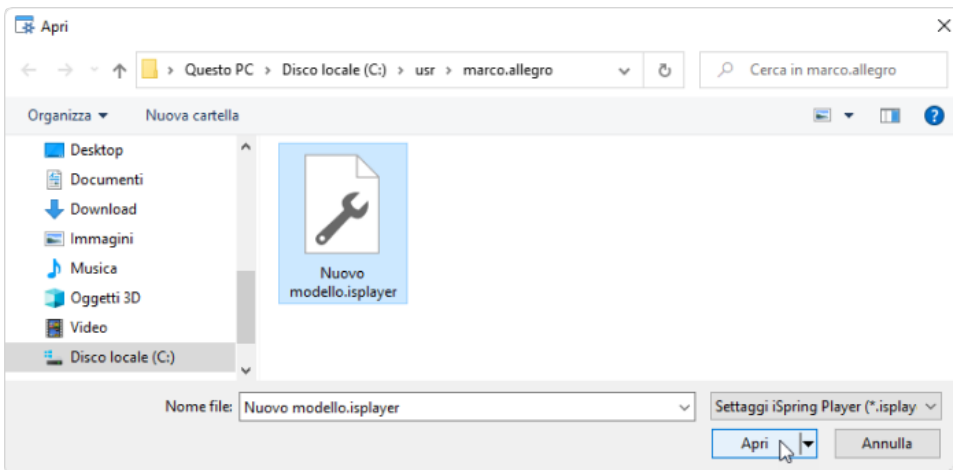 Apri
Questo PC > Disco locale (C:) > usr > marco.allegro
Cerca in marco.allegro
Organizza
Nuova cartella
Desktop
Documenti
Download
Immagini
Musica
Oggetti 3D
Video
Disco locale (C:)
Nuovo
modello.isplayer
Nome file:
Nuovo modello.isplayer
Settaggi iSpring Player (*.isplay
Apri
Annulla